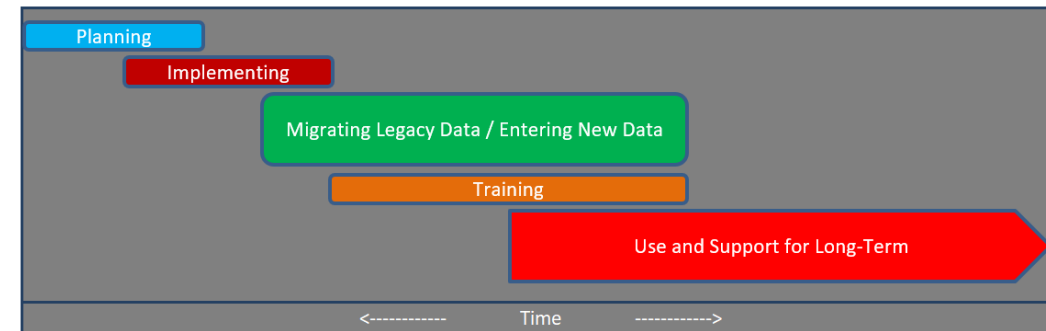 Planning
Implementing
Migrating Legacy Data / Entering New Data
Training
Use and Support for Long-Term
<------------ Time ------------>